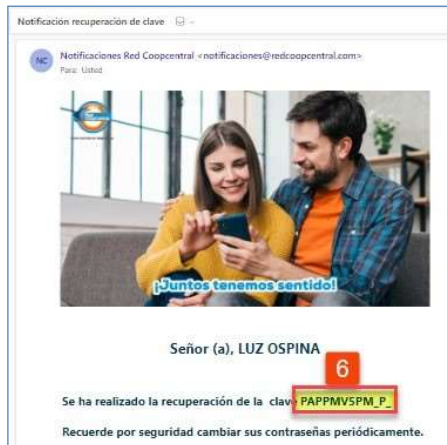 Notificación recuperación de clave
NC
Notificaciones Red Coopcentral <notificaciones@redcoopcentral.com>
Para: Usted
¡Juntos tenemos sentido!
Señor (a), LUZ OSPINA
6
Se ha realizado la recuperación de la clave PAPPMV5PM_P_
Recuerde por seguridad cambiar sus contraseñas periódicamente.